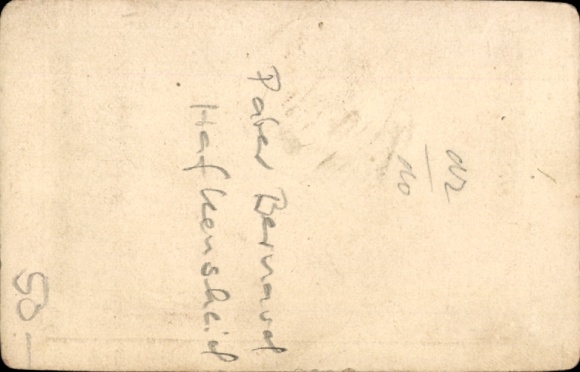 Pater Bernard
Hafkenscheid
50 —